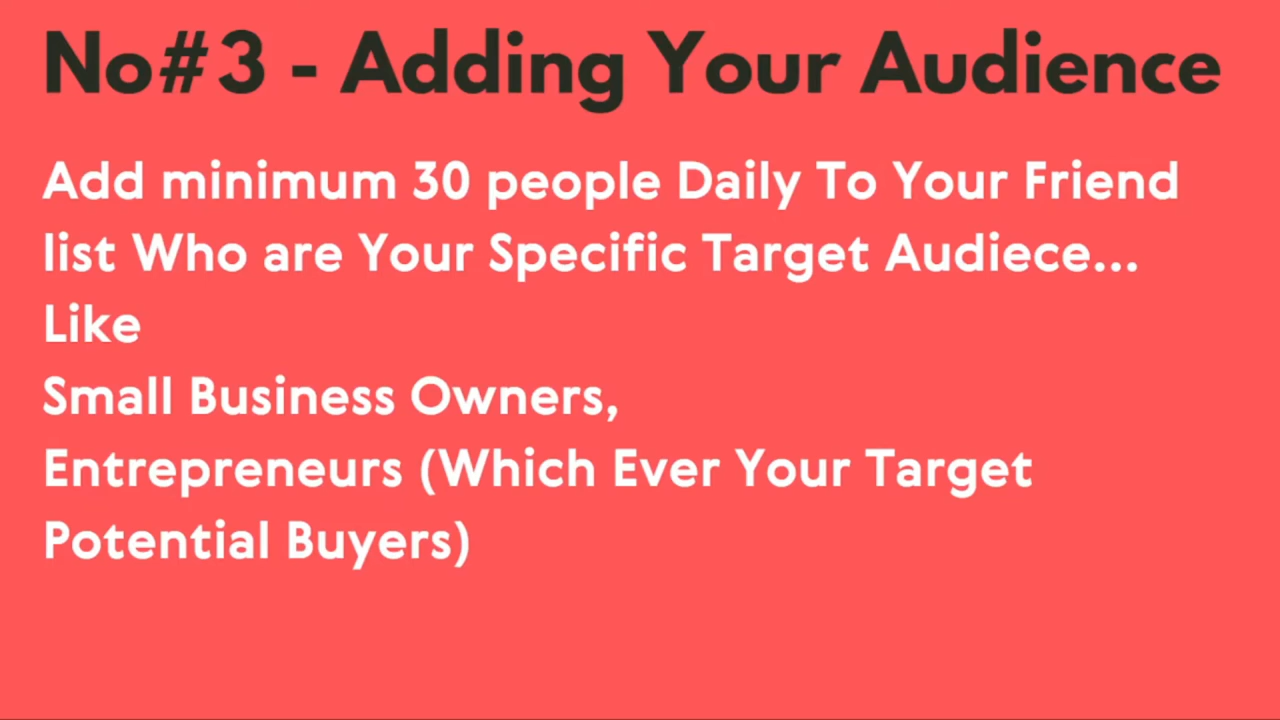 No#3 - Adding Your Audience
Add minimum 30 people Daily To Your Friend
list Who are Your Specific Target Audiece...
Like
Small Business Owners,
Entrepreneurs (Which Ever Your Target
Potential Buyers)